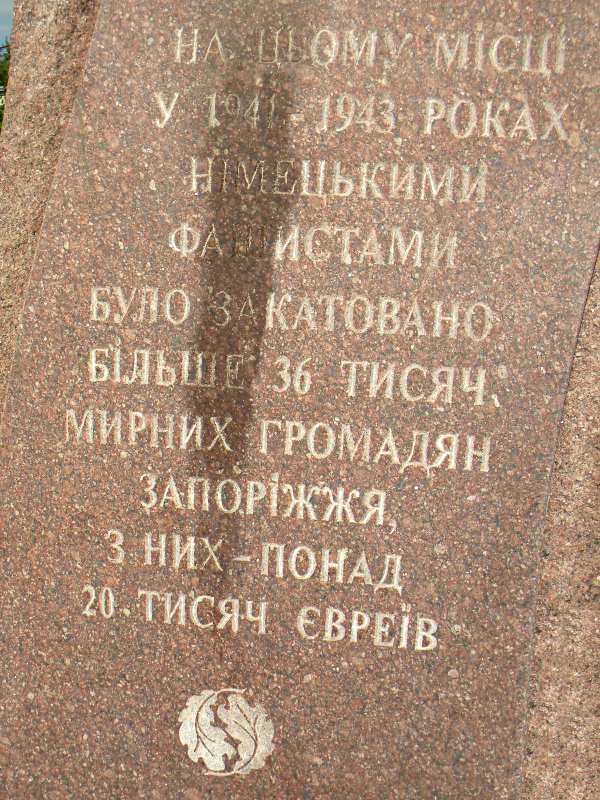 НА ЦЬОМУ МІСЦІ
У 1941-1943 РОКАХ,
НІМЕЦЬКИМИ
ФАШИСТАМИ
БУЛО ЗАКАТОВАНО
БІЛЬШЕ 36 ТИСЯЧ,
МИРНИХ ГРОМАДЯН
ЗАПОРІЖЖЯ,
З НИХ-ПОНАД
20-ТИСЯЧ ЄВРЕЇВ